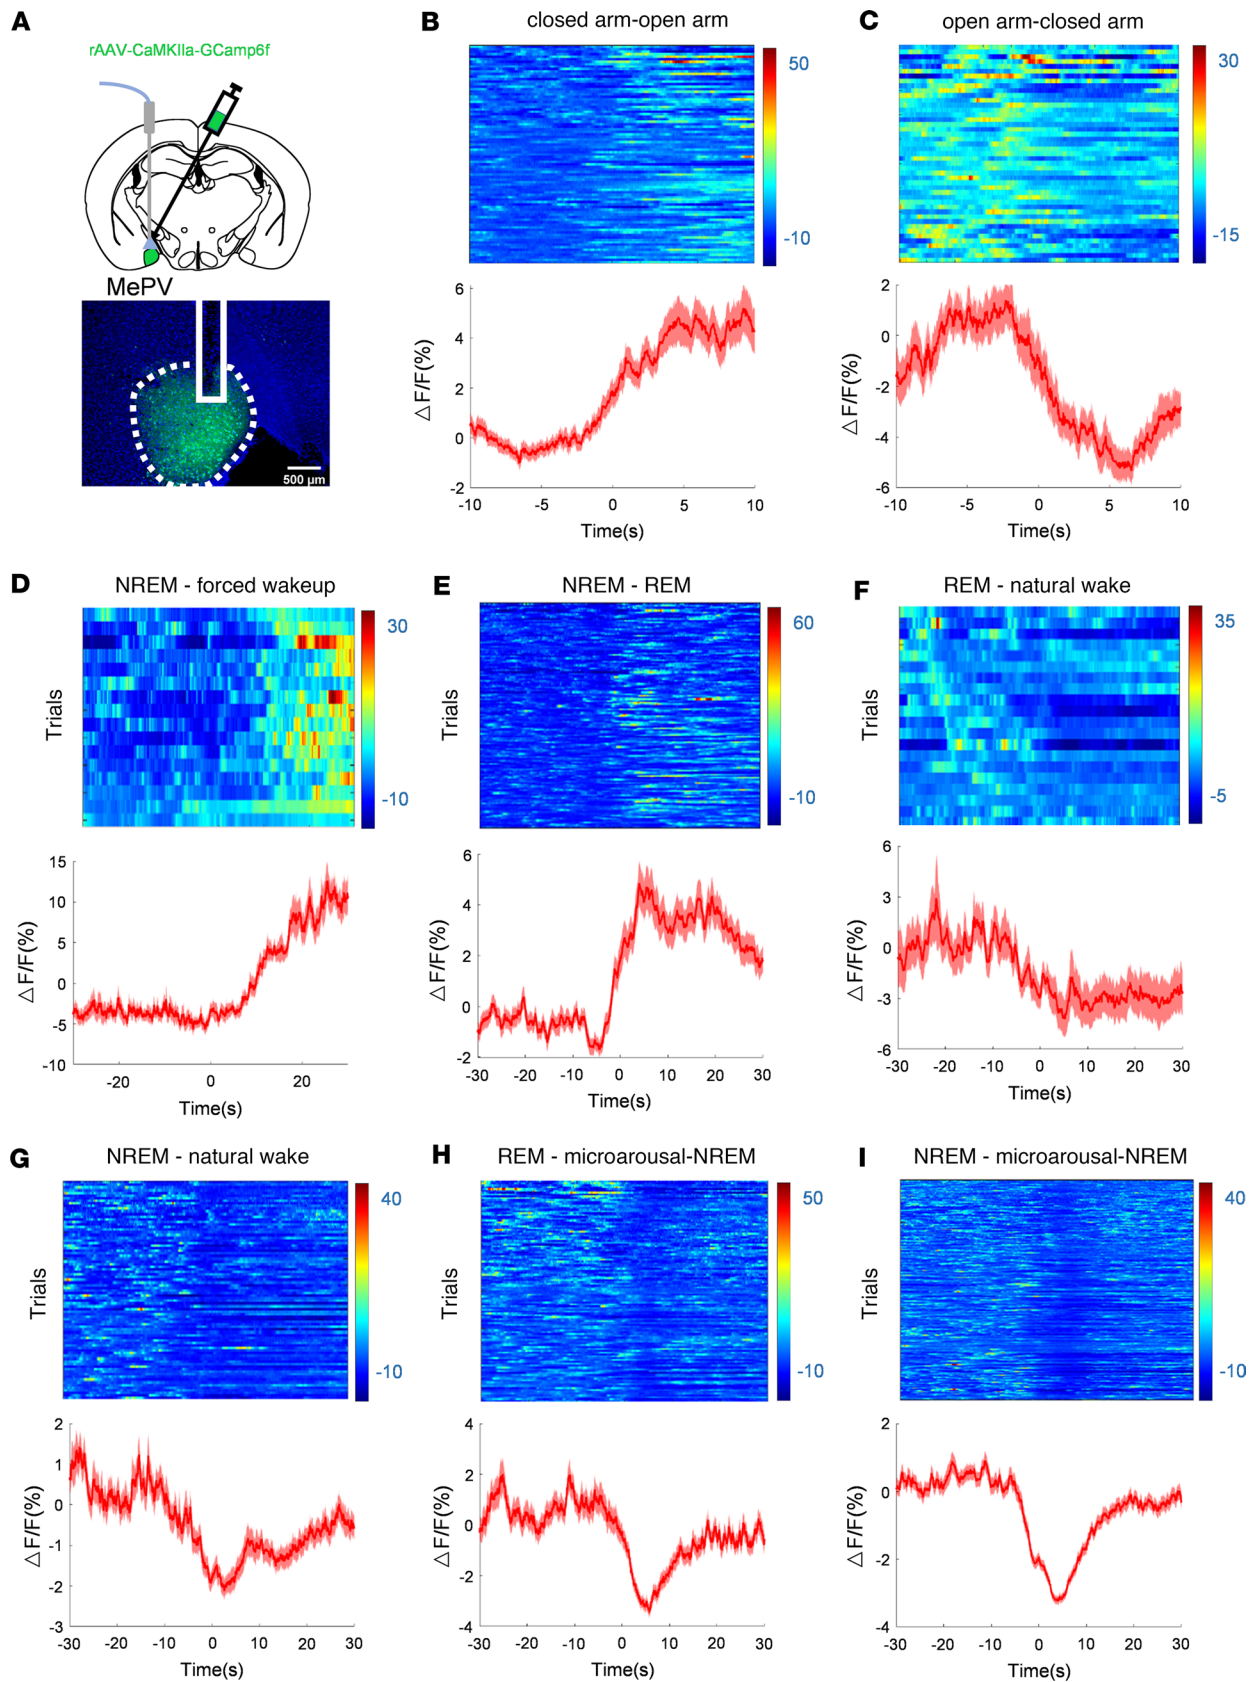 A
rAAV-CaMKIIa-GCamp6f
MePV
500 µm
B
closed arm-open arm
50
-10
6
4
2
0
-2
△F/F(%)
-10 -5 0 5 10
Time(s)
C
open arm-closed arm
30
-15
2
0
-2
-4
-6
△F/F(%)
-10 -5 0 5 10
Time(s)
D
NREM - forced wakeup
Trials
30
-10
15
10
5
0
-5
-10
△F/F(%)
-20 0 20
Time(s)
E
NREM - REM
60
-10
6
4
2
0
-2
△F/F(%)
-30 -20 -10 0 10 20 30
Time(s)
F
REM - natural wake
Trials
35
-5
6
3
0
-3
-6
△F/F(%)
-30 -20 -10 0 10 20 30
Time(s)
G
NREM - natural wake
Trials
40
-10
2
1
0
-1
-2
-3
△F/F(%)
-30 -20 -10 0 10 20 30
Time(s)
H
REM - microarousal-NREM
Trials
50
-10
4
2
0
-2
-4
△F/F(%)
-30 -20 -10 0 10 20 30
Time(s)
I
NREM - microarousal-NREM
Trials
40
-10
2
0
-2
-4
△F/F(%)
-30 -20 -10 0 10 20 30
Time(s)